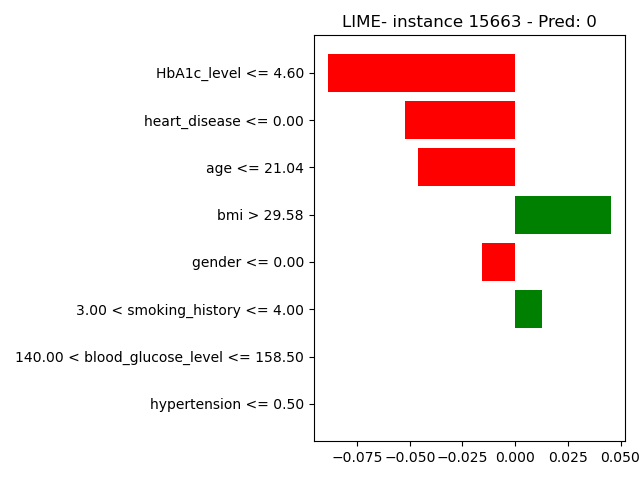 LIME- instance 15663 - Pred: 0
HbA1c_level <= 4.60
heart_disease <= 0.00
age <= 21.04
bmi > 29.58
gender <= 0.00
3.00 < smoking_history <= 4.00
140.00 < blood_glucose_level <= 158.50
hypertension <= 0.50
−0.075 −0.050 −0.025 0.000 0.025 0.050